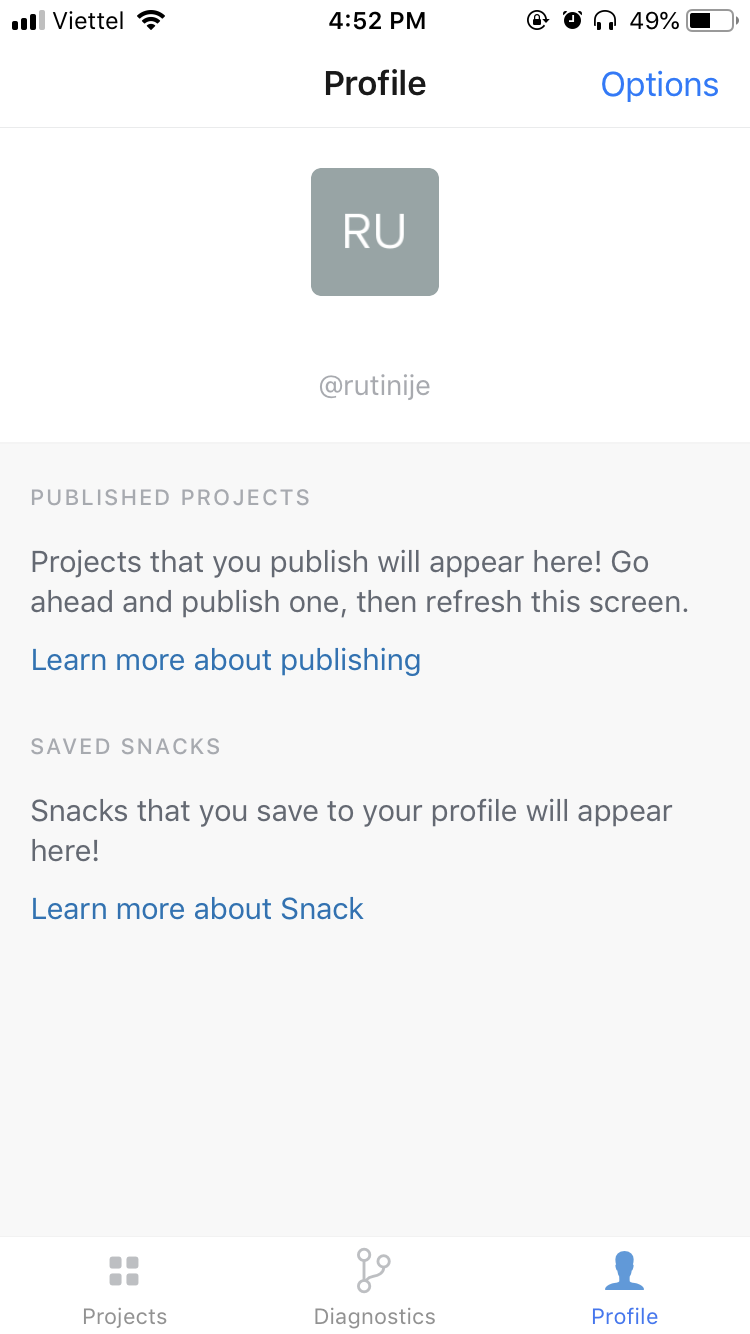 Viettel 4:52 PM 49%
Profile Options
RU
@rutinije
PUBLISHED PROJECTS
Projects that you publish will appear here! Go
ahead and publish one, then refresh this screen.
Learn more about publishing
SAVED SNACKS
Snacks that you save to your profile will appear
here!
Learn more about Snack
Projects Diagnostics Profile